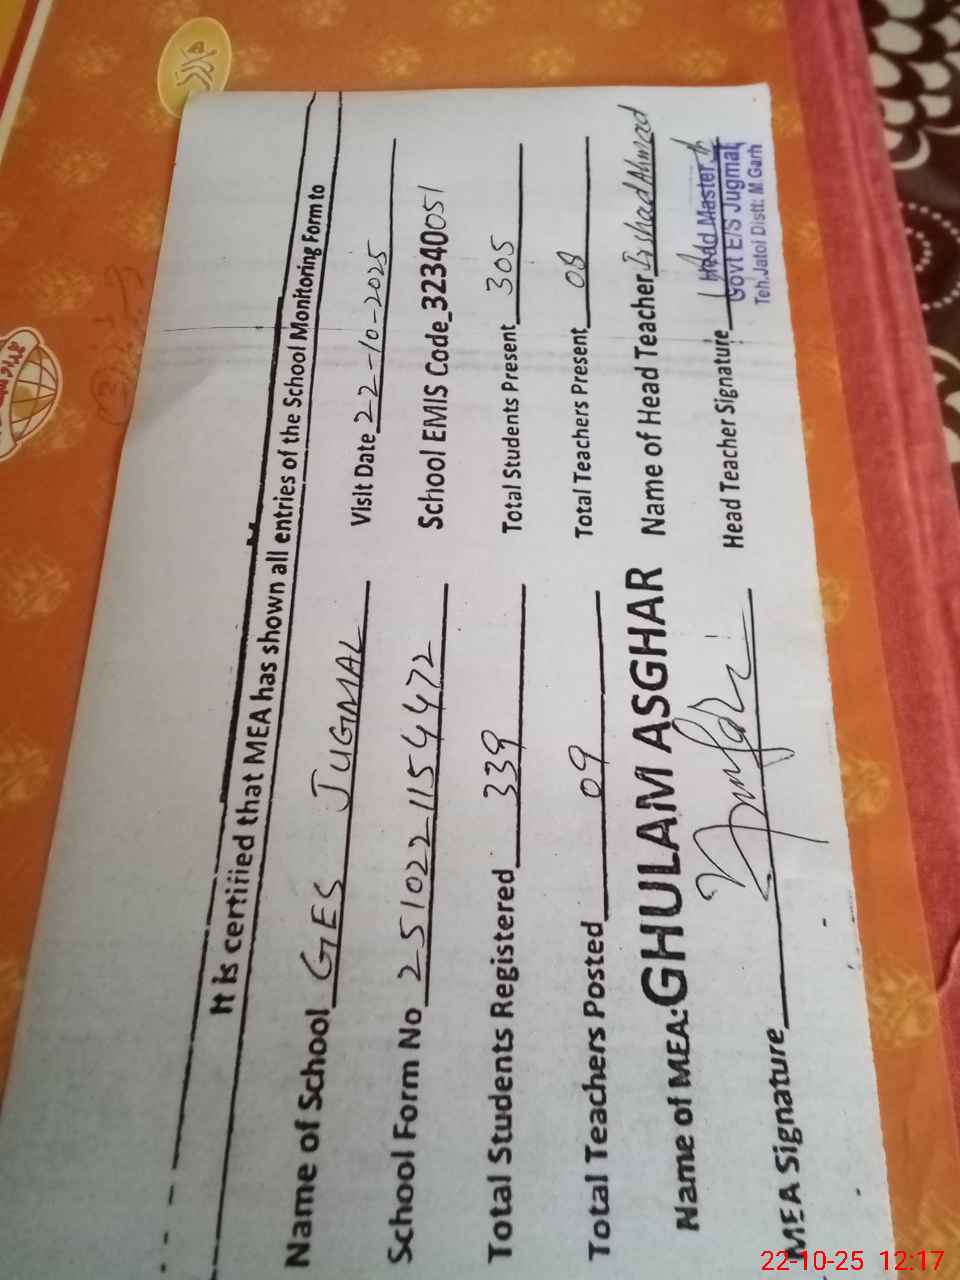 It is certified that MEA has shown all entries of the School Monitoring Form to
Name of School GES JUGMAL Visit Date 22-10-2025
School Form No 2510221154472 School EMIS Code_32340051
Total Students Registered 339 Total Students Present 305
Total Teachers Posted 09 Total Teachers Present 08
Name of MEA: GHULAM ASGHAR Name of Head Teacher Irshad Ahmad
MEA Signature Head Teacher Signature
Head Master
Govt E/S Jugmal
Teh. Jatoi Distt: M Garh
22-10-25 12:17